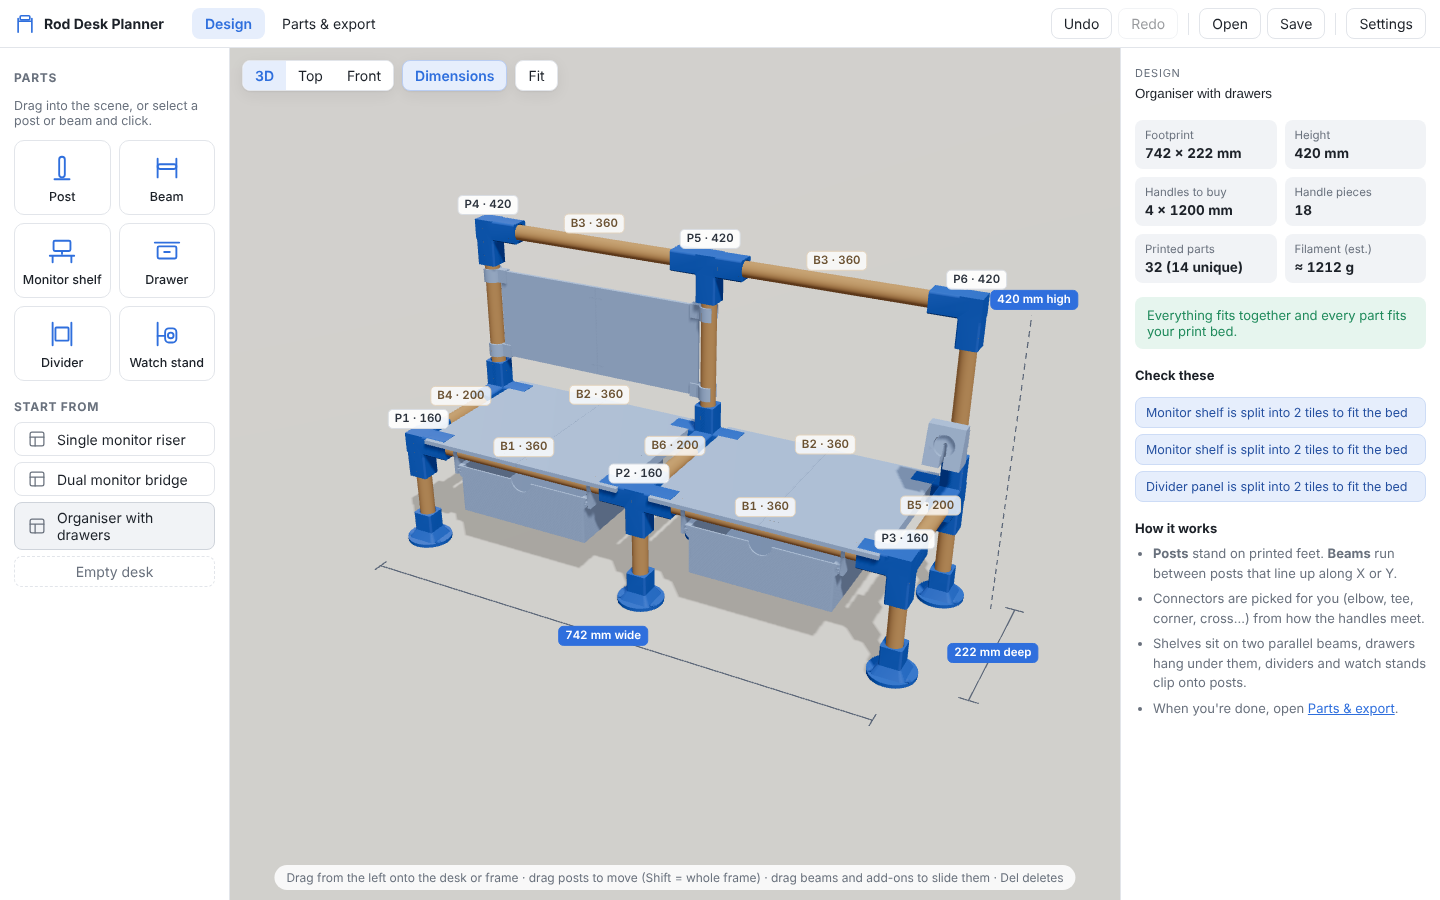 Rod Desk Planner
Design
Parts & export
Undo
Redo
Open
Save
Settings
PARTS
Drag into the scene, or select a
post or beam and click.
Post
Beam
Monitor shelf
Drawer
Divider
Watch stand
START FROM
Single monitor riser
Dual monitor bridge
Organiser with
drawers
Empty desk
3D
Top
Front
Dimensions
Fit
P4 · 420
B3 · 360
P5 · 420
B3 · 360
P6 · 420
420 mm high
B4 · 200
B2 · 360
P1 · 160
B1 · 360
B6 · 200
B2 · 360
P2 · 160
B1 · 360
B5 · 200
P3 · 160
742 mm wide
222 mm deep
Drag from the left onto the desk or frame · drag posts to move (Shift = whole frame) · drag beams and add-ons to slide them · Del deletes
DESIGN
Organiser with drawers
Footprint
742 × 222 mm
Height
420 mm
Handles to buy
4 × 1200 mm
Handle pieces
18
Printed parts
32 (14 unique)
Filament (est.)
≈ 1212 g
Everything fits together and every part fits
your print bed.
Check these
Monitor shelf is split into 2 tiles to fit the bed
Monitor shelf is split into 2 tiles to fit the bed
Divider panel is split into 2 tiles to fit the bed
How it works
• Posts stand on printed feet. Beams run
between posts that line up along X or Y.
• Connectors are picked for you (elbow, tee,
corner, cross...) from how the handles meet.
• Shelves sit on two parallel beams, drawers
hang under them, dividers and watch stands
clip onto posts.
• When you're done, open Parts & export.